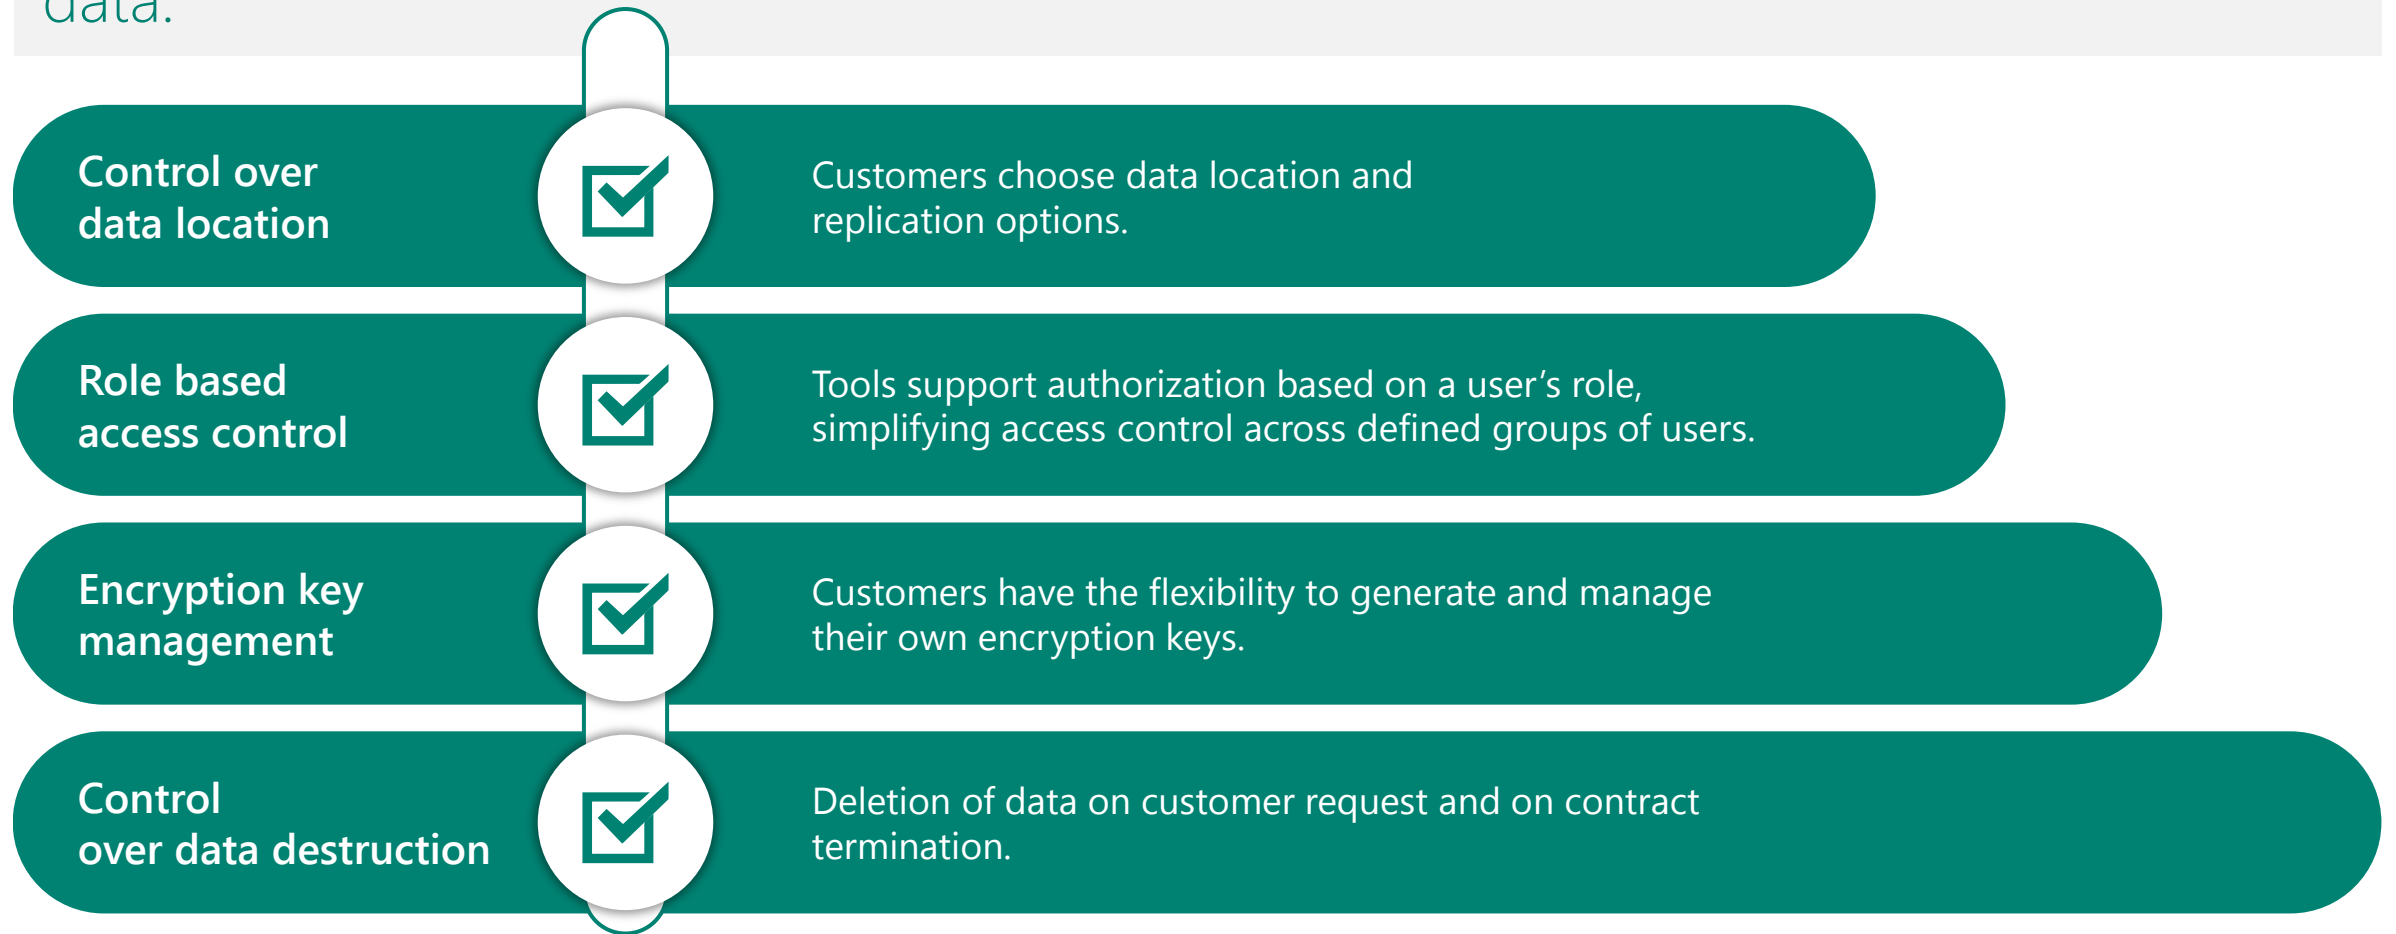 data.
Control over
data location
Customers choose data location and
replication options.
Role based
access control
Tools support authorization based on a user’s role,
simplifying access control across defined groups of users.
Encryption key
management
Customers have the flexibility to generate and manage
their own encryption keys.
Control
over data destruction
Deletion of data on customer request and on contract
termination.